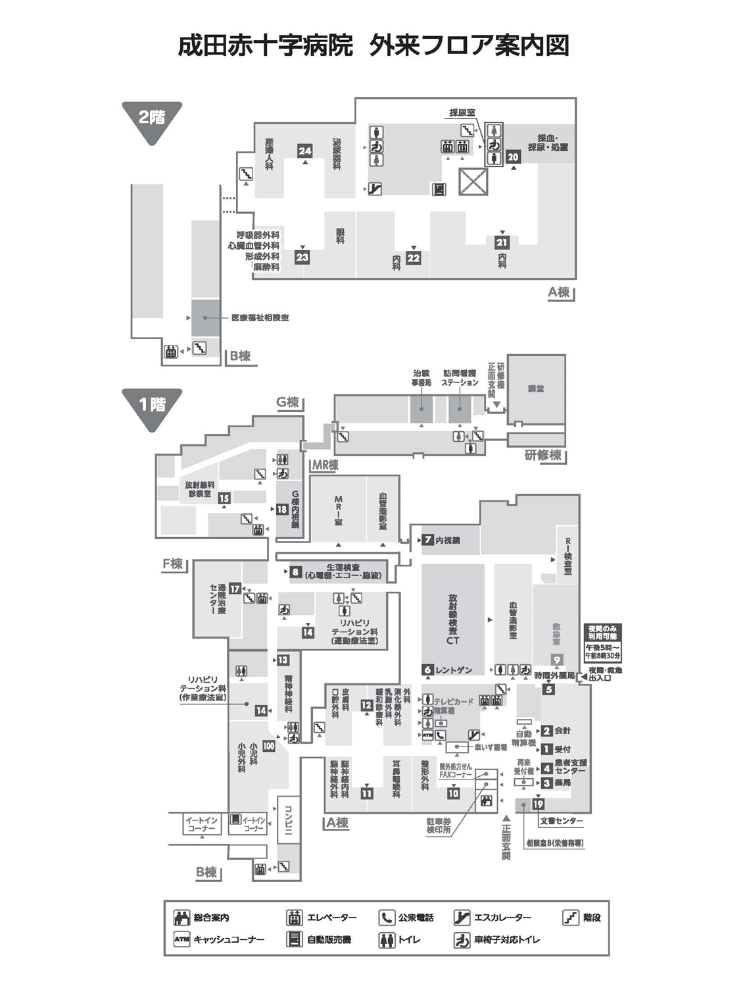 成田赤十字病院 外来フロア案内図
2階
採尿室
産婦人科
24
泌尿器科
20
採血・
採尿・処置
呼吸器外科
心臓血管外科
形成外科
麻酔科
23
眼科
内科
22
21
内科
A棟
医療福祉相談室
B棟
1階
G棟
治験
事務局
訪問看護
ステーション
研修棟
正面玄関
講堂
研修棟
MR棟
放射線科
診察室
15
18
G棟内視鏡
MRI室
血管造影室
7 内視鏡
RI検査室
F棟
8
生理検査
(心電図・エコー・脳波)
通院治療
センター
17
14
リハビリ
テーション科
(運動療法室)
放射線検査
CT
血管造影室
救急室
9
夜間のみ
利用可能
午後5時〜
午前8時30分
夜間・救急
出入口
6 レントゲン
時間外薬局
5
13
精神神経科
リハビリ
テーション科
(作業療法室)
14
100
小児科
小児外科
皮膚科
口腔外科
12
外科
消化器外科
乳腺外科
緩和診療科
テレビカード
精算機
ATM
車いす置場
自動
精算機
2 会計
1 受付
4 患者支援
センター
3 薬局
再来
受付機
脳神経内科
脳神経外科
11
耳鼻咽喉科
整形外科
10
院外処方せん
FAXコーナー
駐車券
検印所
正面玄関
19
文書センター
相談室8(栄養指導)
A棟
コンビニ
イートイン
コーナー
イートイン
コーナー
B棟
総合案内
エレベーター
公衆電話
エスカレーター
階段
ATM キャッシュコーナー
自動販売機
トイレ
車椅子対応トイレ